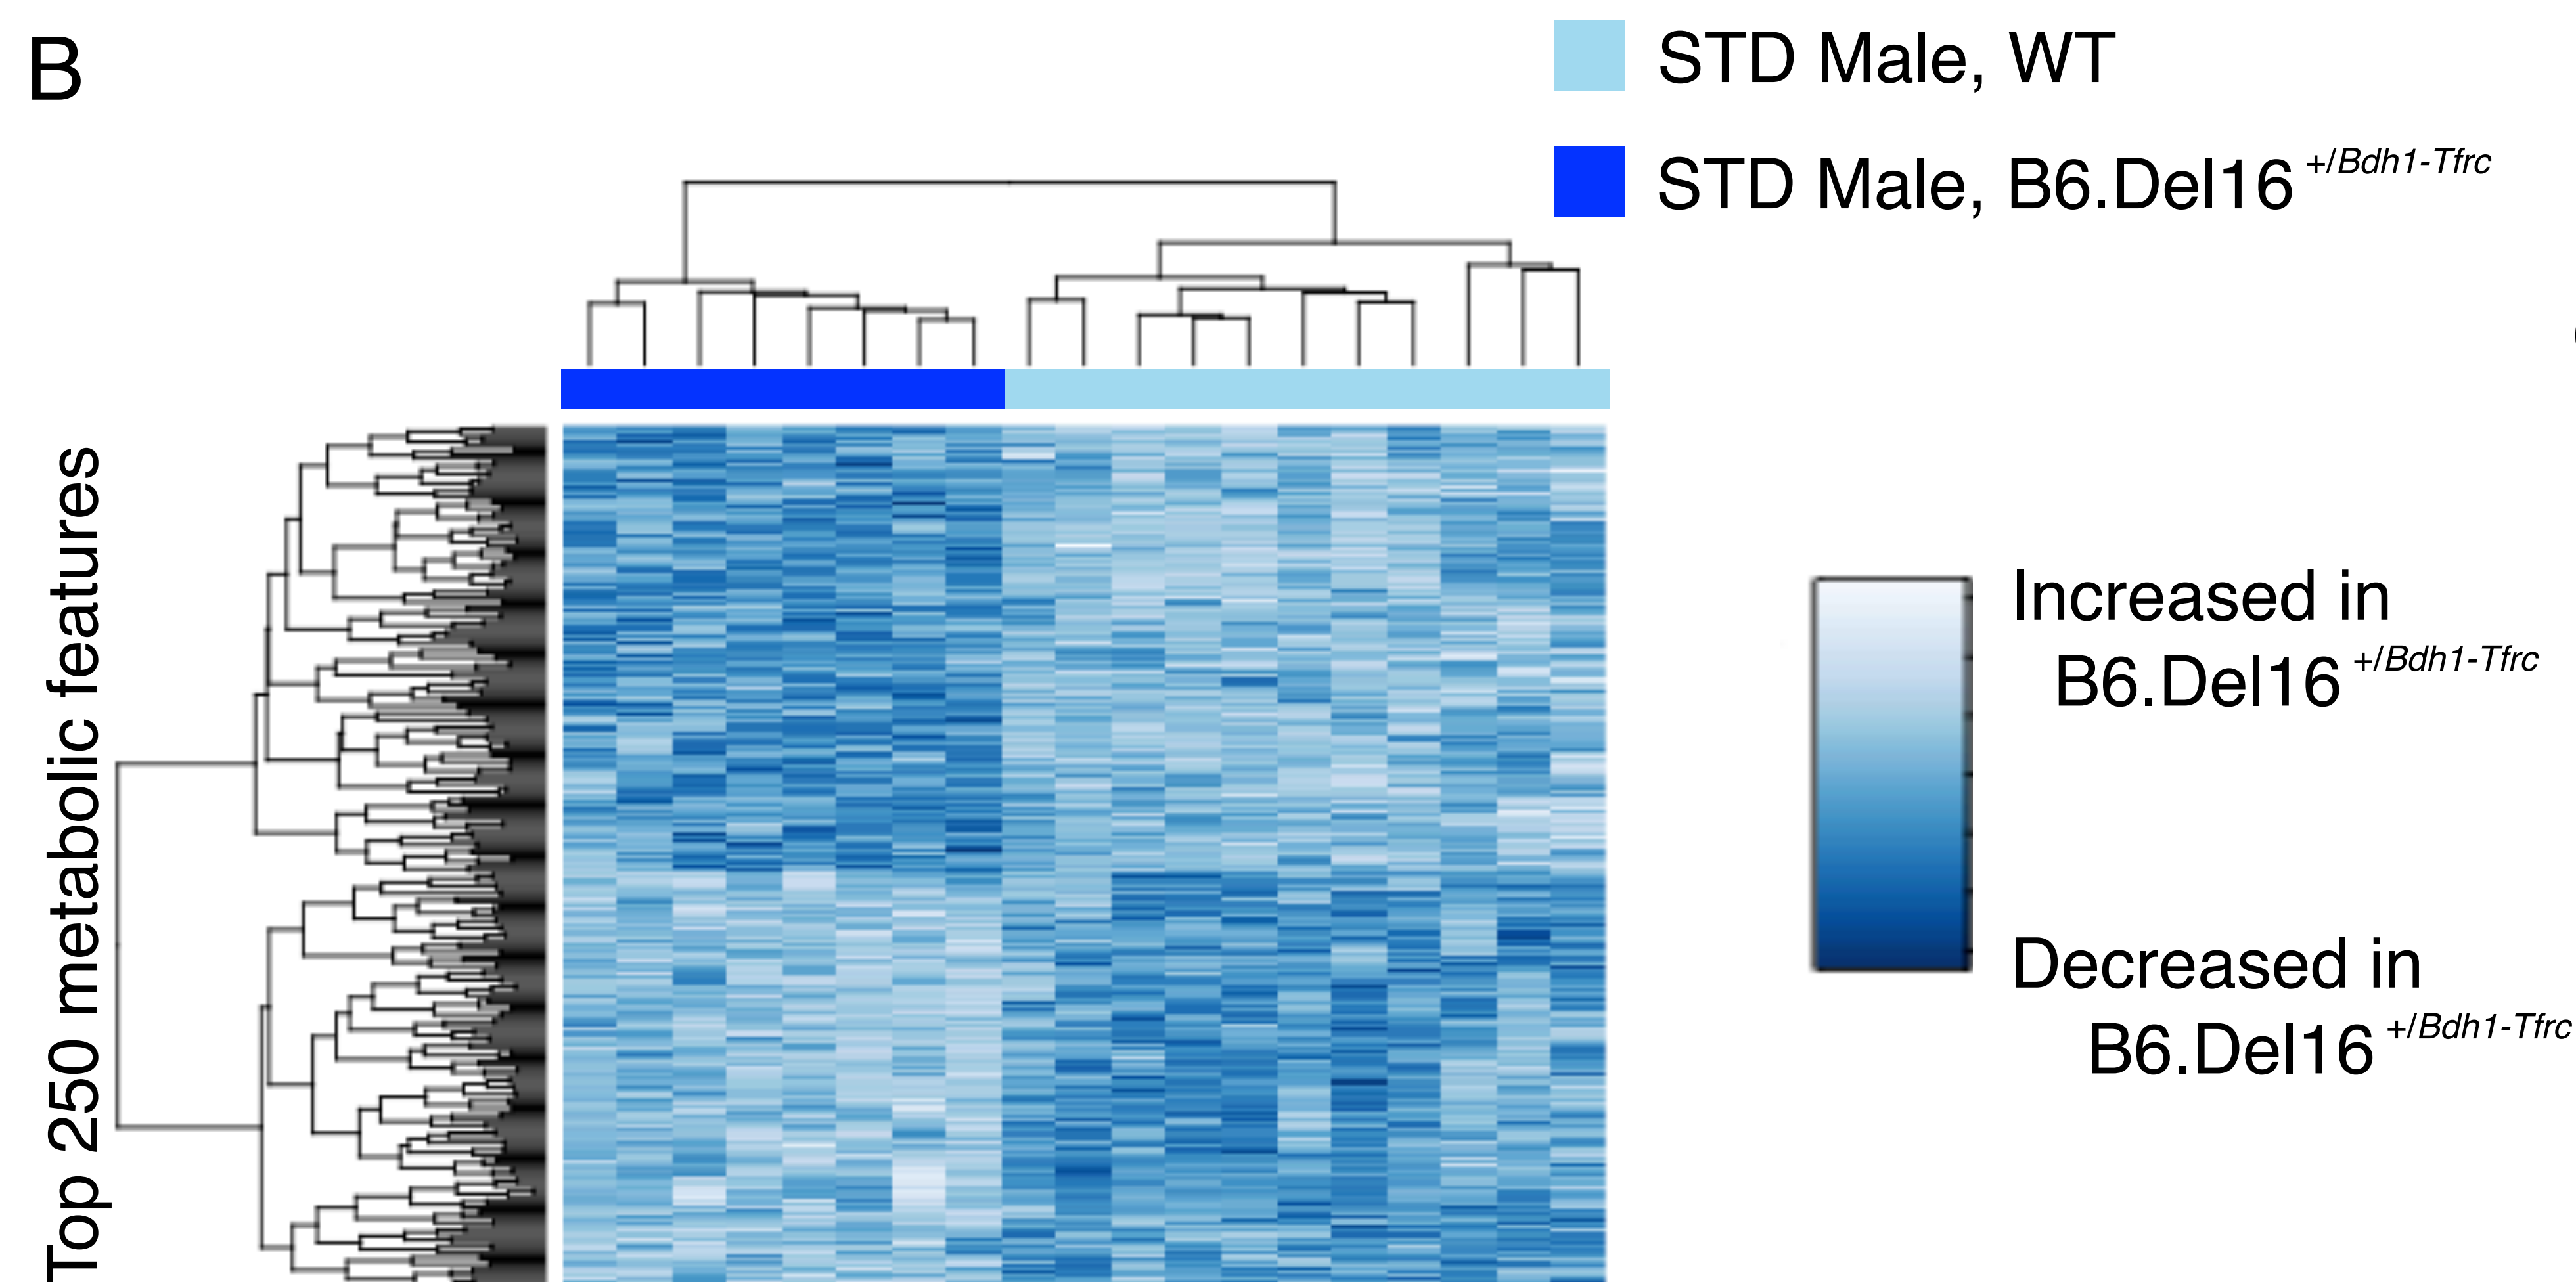 B
STD Male, WT
STD Male, B6.Del16 +/Bdh1-Tfrc
Top 250 metabolic features
Increased in
B6.Del16 +/Bdh1-Tfrc
Decreased in
B6.Del16 +/Bdh1-Tfrc